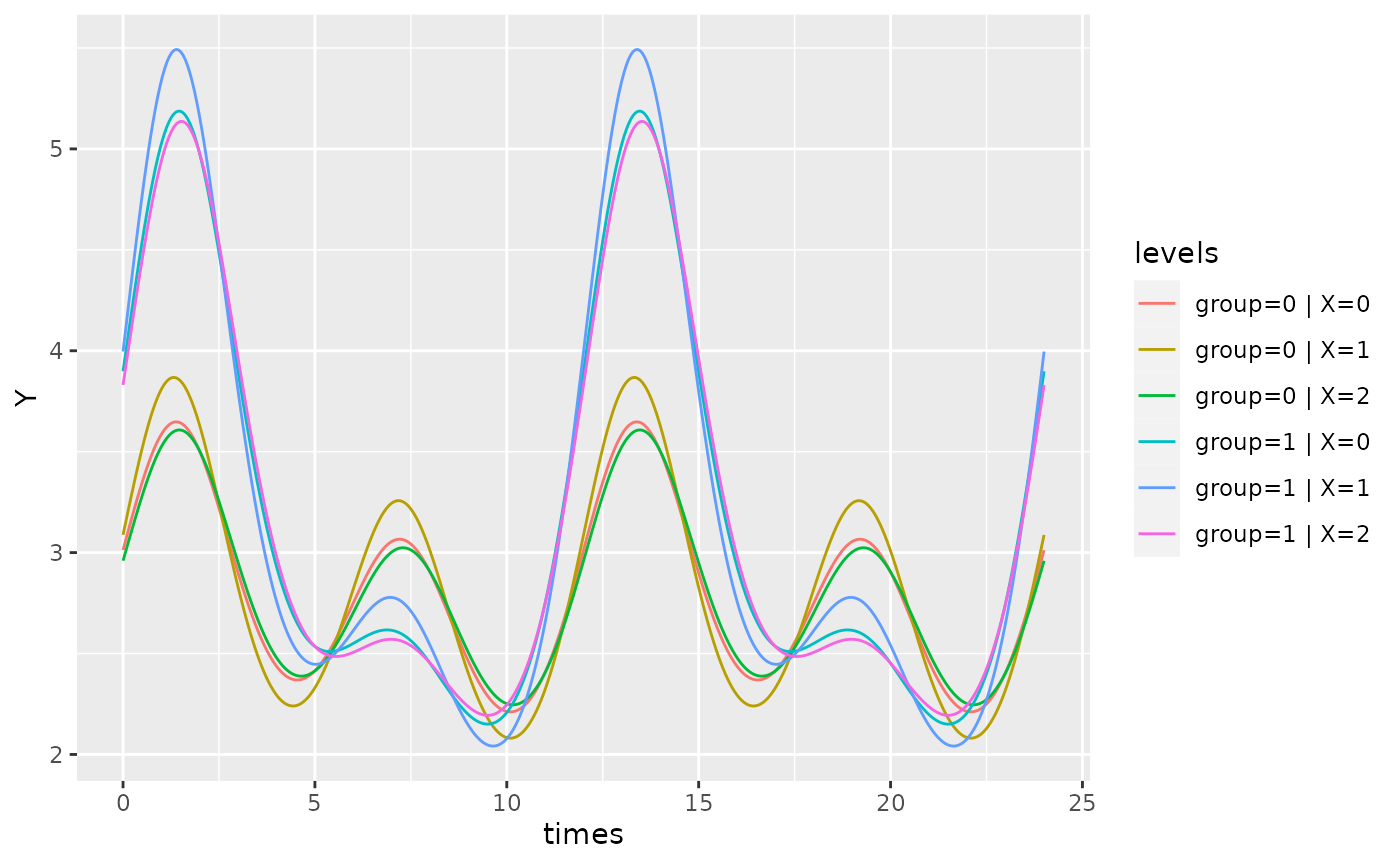 5
4
3
2
Y
0
5
10
15
20
25
times
levels
group=0 | X=0
group=0 | X=1
group=0 | X=2
group=1 | X=0
group=1 | X=1
group=1 | X=2